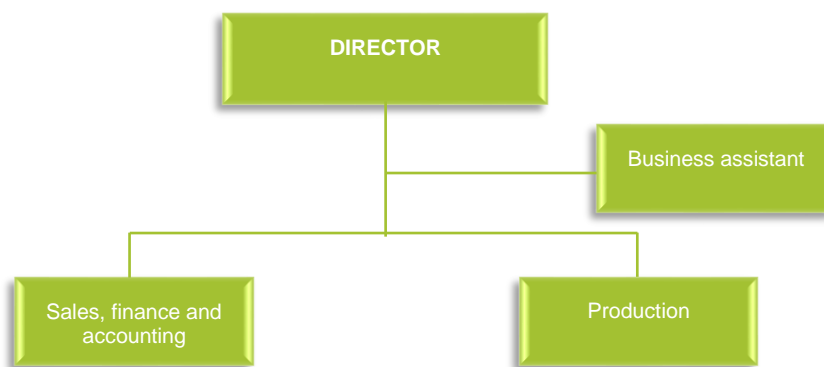 DIRECTOR
Business assistant
Sales, finance and
accounting
Production